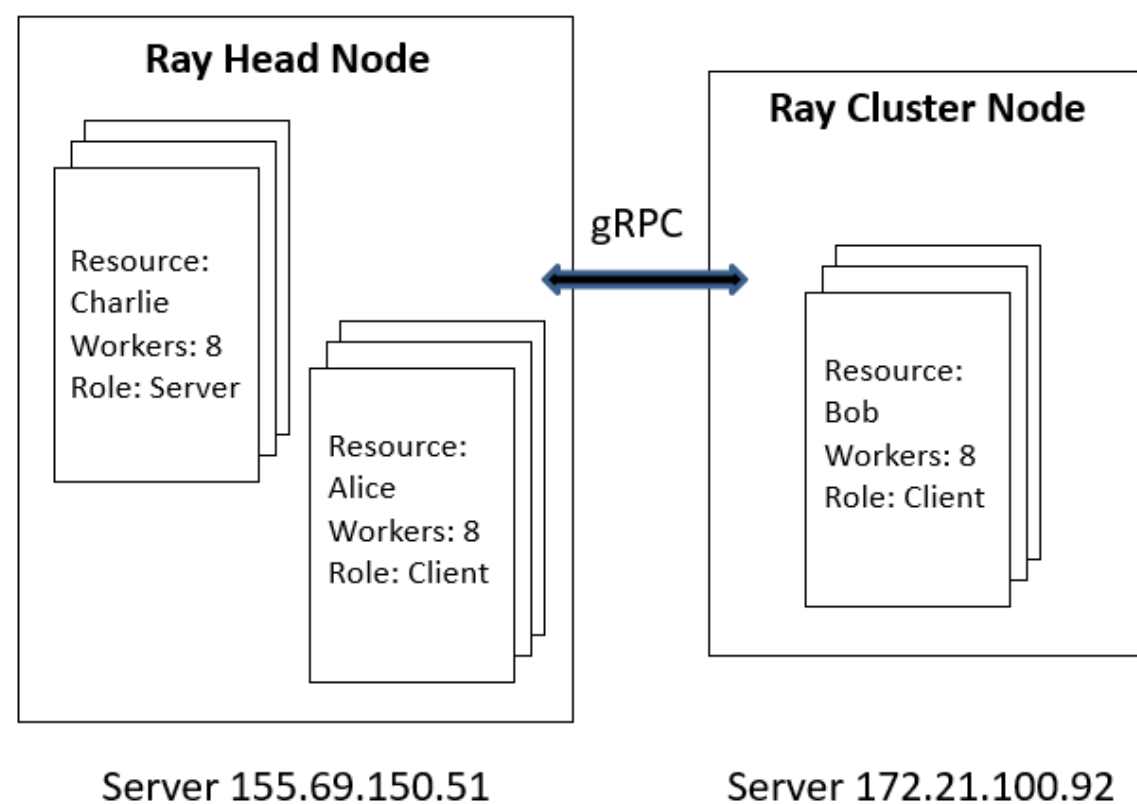 Ray Head Node
Resource:
Charlie
Workers: 8
Role: Server
Resource:
Alice
Workers: 8
Role: Client
gRPC
Ray Cluster Node
Resource:
Bob
Workers: 8
Role: Client
Server 155.69.150.51
Server 172.21.100.92